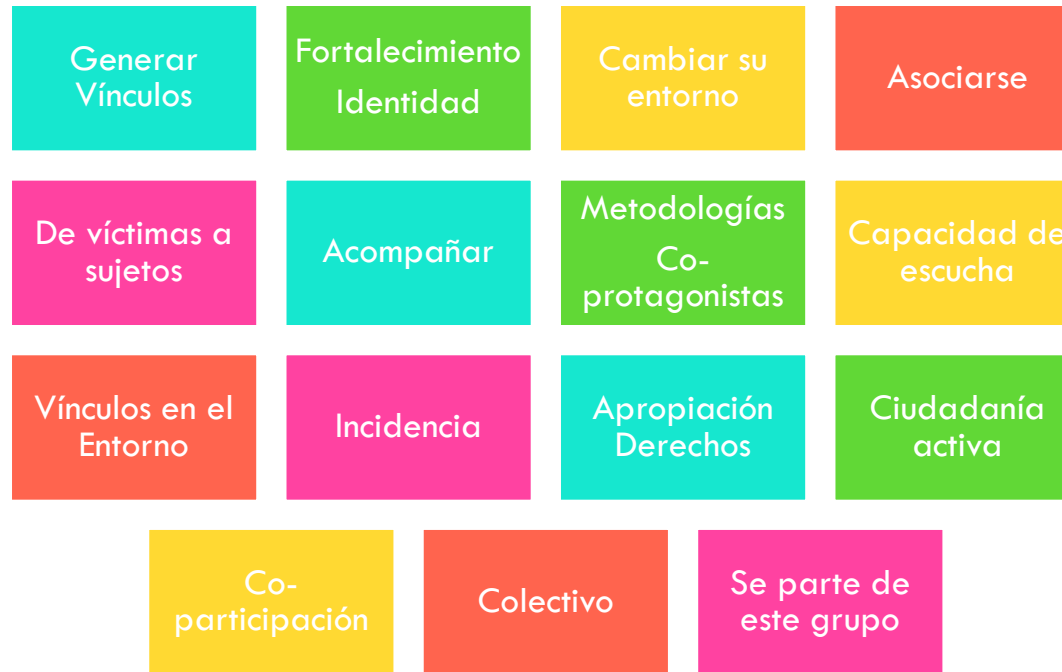 Generar
Vínculos
Fortalecimiento
Identidad
Cambiar su
entorno
Asociarse
De víctimas a
sujetos
Acompañar
Metodologías
Co-
protagonistas
Capacidad de
escucha
Vínculos en el
Entorno
Incidencia
Apropiación
Derechos
Ciudadanía
activa
Co-
participación
Colectivo
Se parte de
este grupo